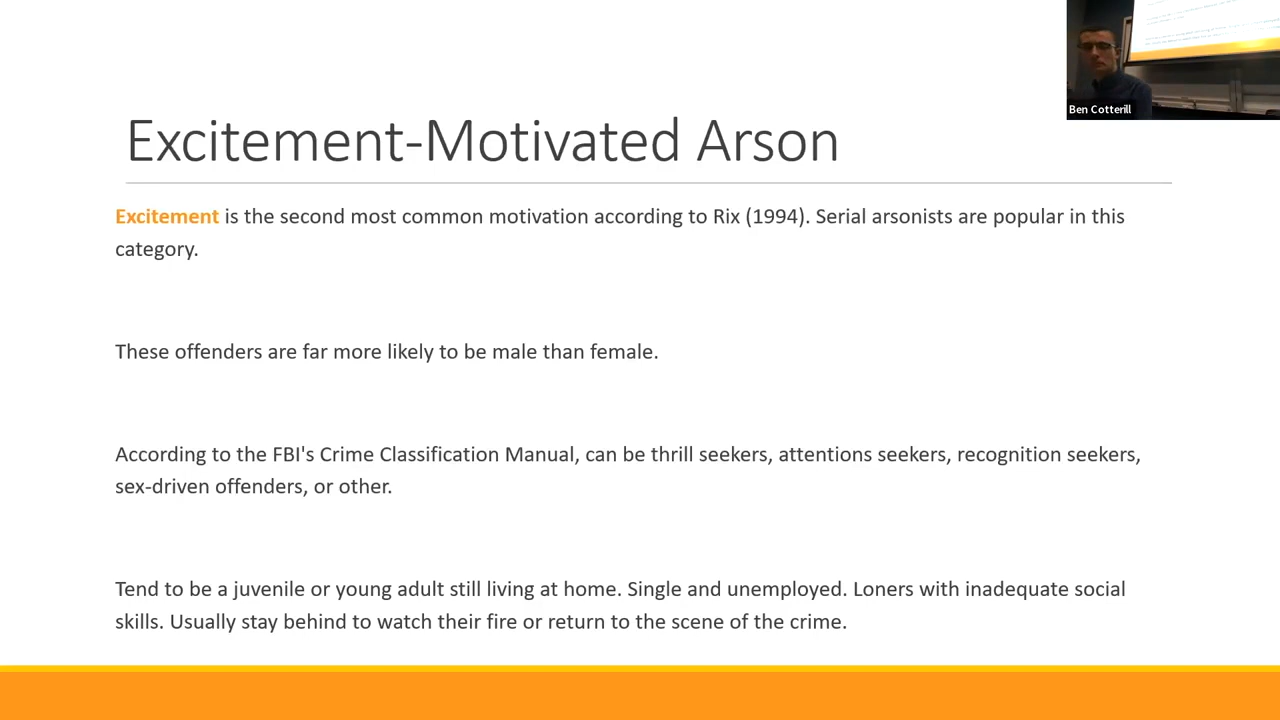 Ben Cotterill
Excitement-Motivated Arson
Excitement is the second most common motivation according to Rix (1994). Serial arsonists are popular in this
category.
These offenders are far more likely to be male than female.
According to the FBI's Crime Classification Manual, can be thrill seekers, attentions seekers, recognition seekers,
sex-driven offenders, or other.
Tend to be a juvenile or young adult still living at home. Single and unemployed. Loners with inadequate social
skills. Usually stay behind to watch their fire or return to the scene of the crime.